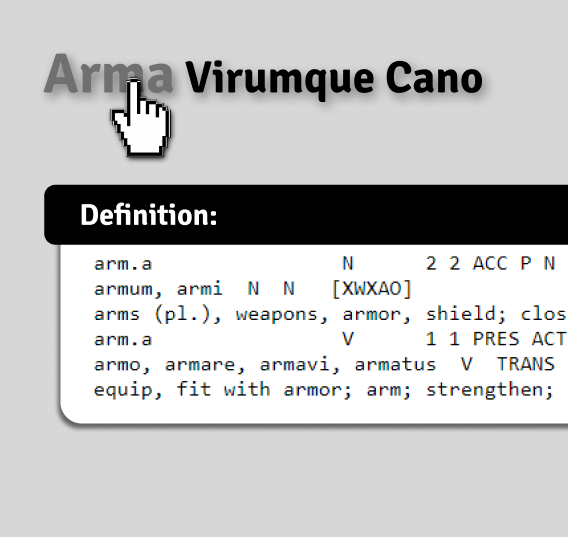 Arma Virumque Cano
Definition:
arm.a N 2 2 ACC P N
armum, armi N N [XWXAO]
arms (pl.), weapons, armor, shield; clos
arm.a V 1 1 PRES ACT
armo, armare, armavi, armatus V TRANS
equip, fit with armor; arm; strengthen;